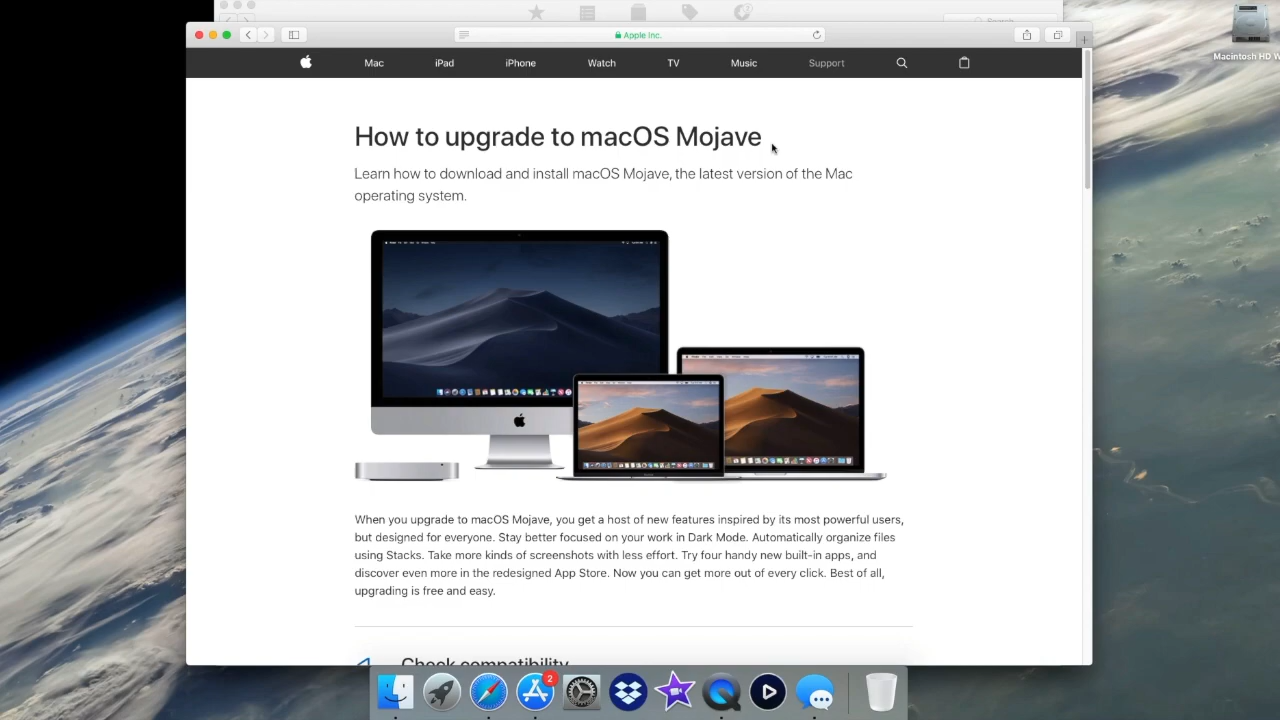 Search
Apple Inc.
Mac iPad iPhone Watch TV Music Support
Macintosh HD
How to upgrade to macOS Mojave
Learn how to download and install macOS Mojave, the latest version of the Mac
operating system.
When you upgrade to macOS Mojave, you get a host of new features inspired by its most powerful users,
but designed for everyone. Stay better focused on your work in Dark Mode. Automatically organize files
using Stacks. Take more kinds of screenshots with less effort. Try four handy new built-in apps, and
discover even more in the redesigned App Store. Now you can get more out of every click. Best of all,
upgrading is free and easy.
Check compatibility
2